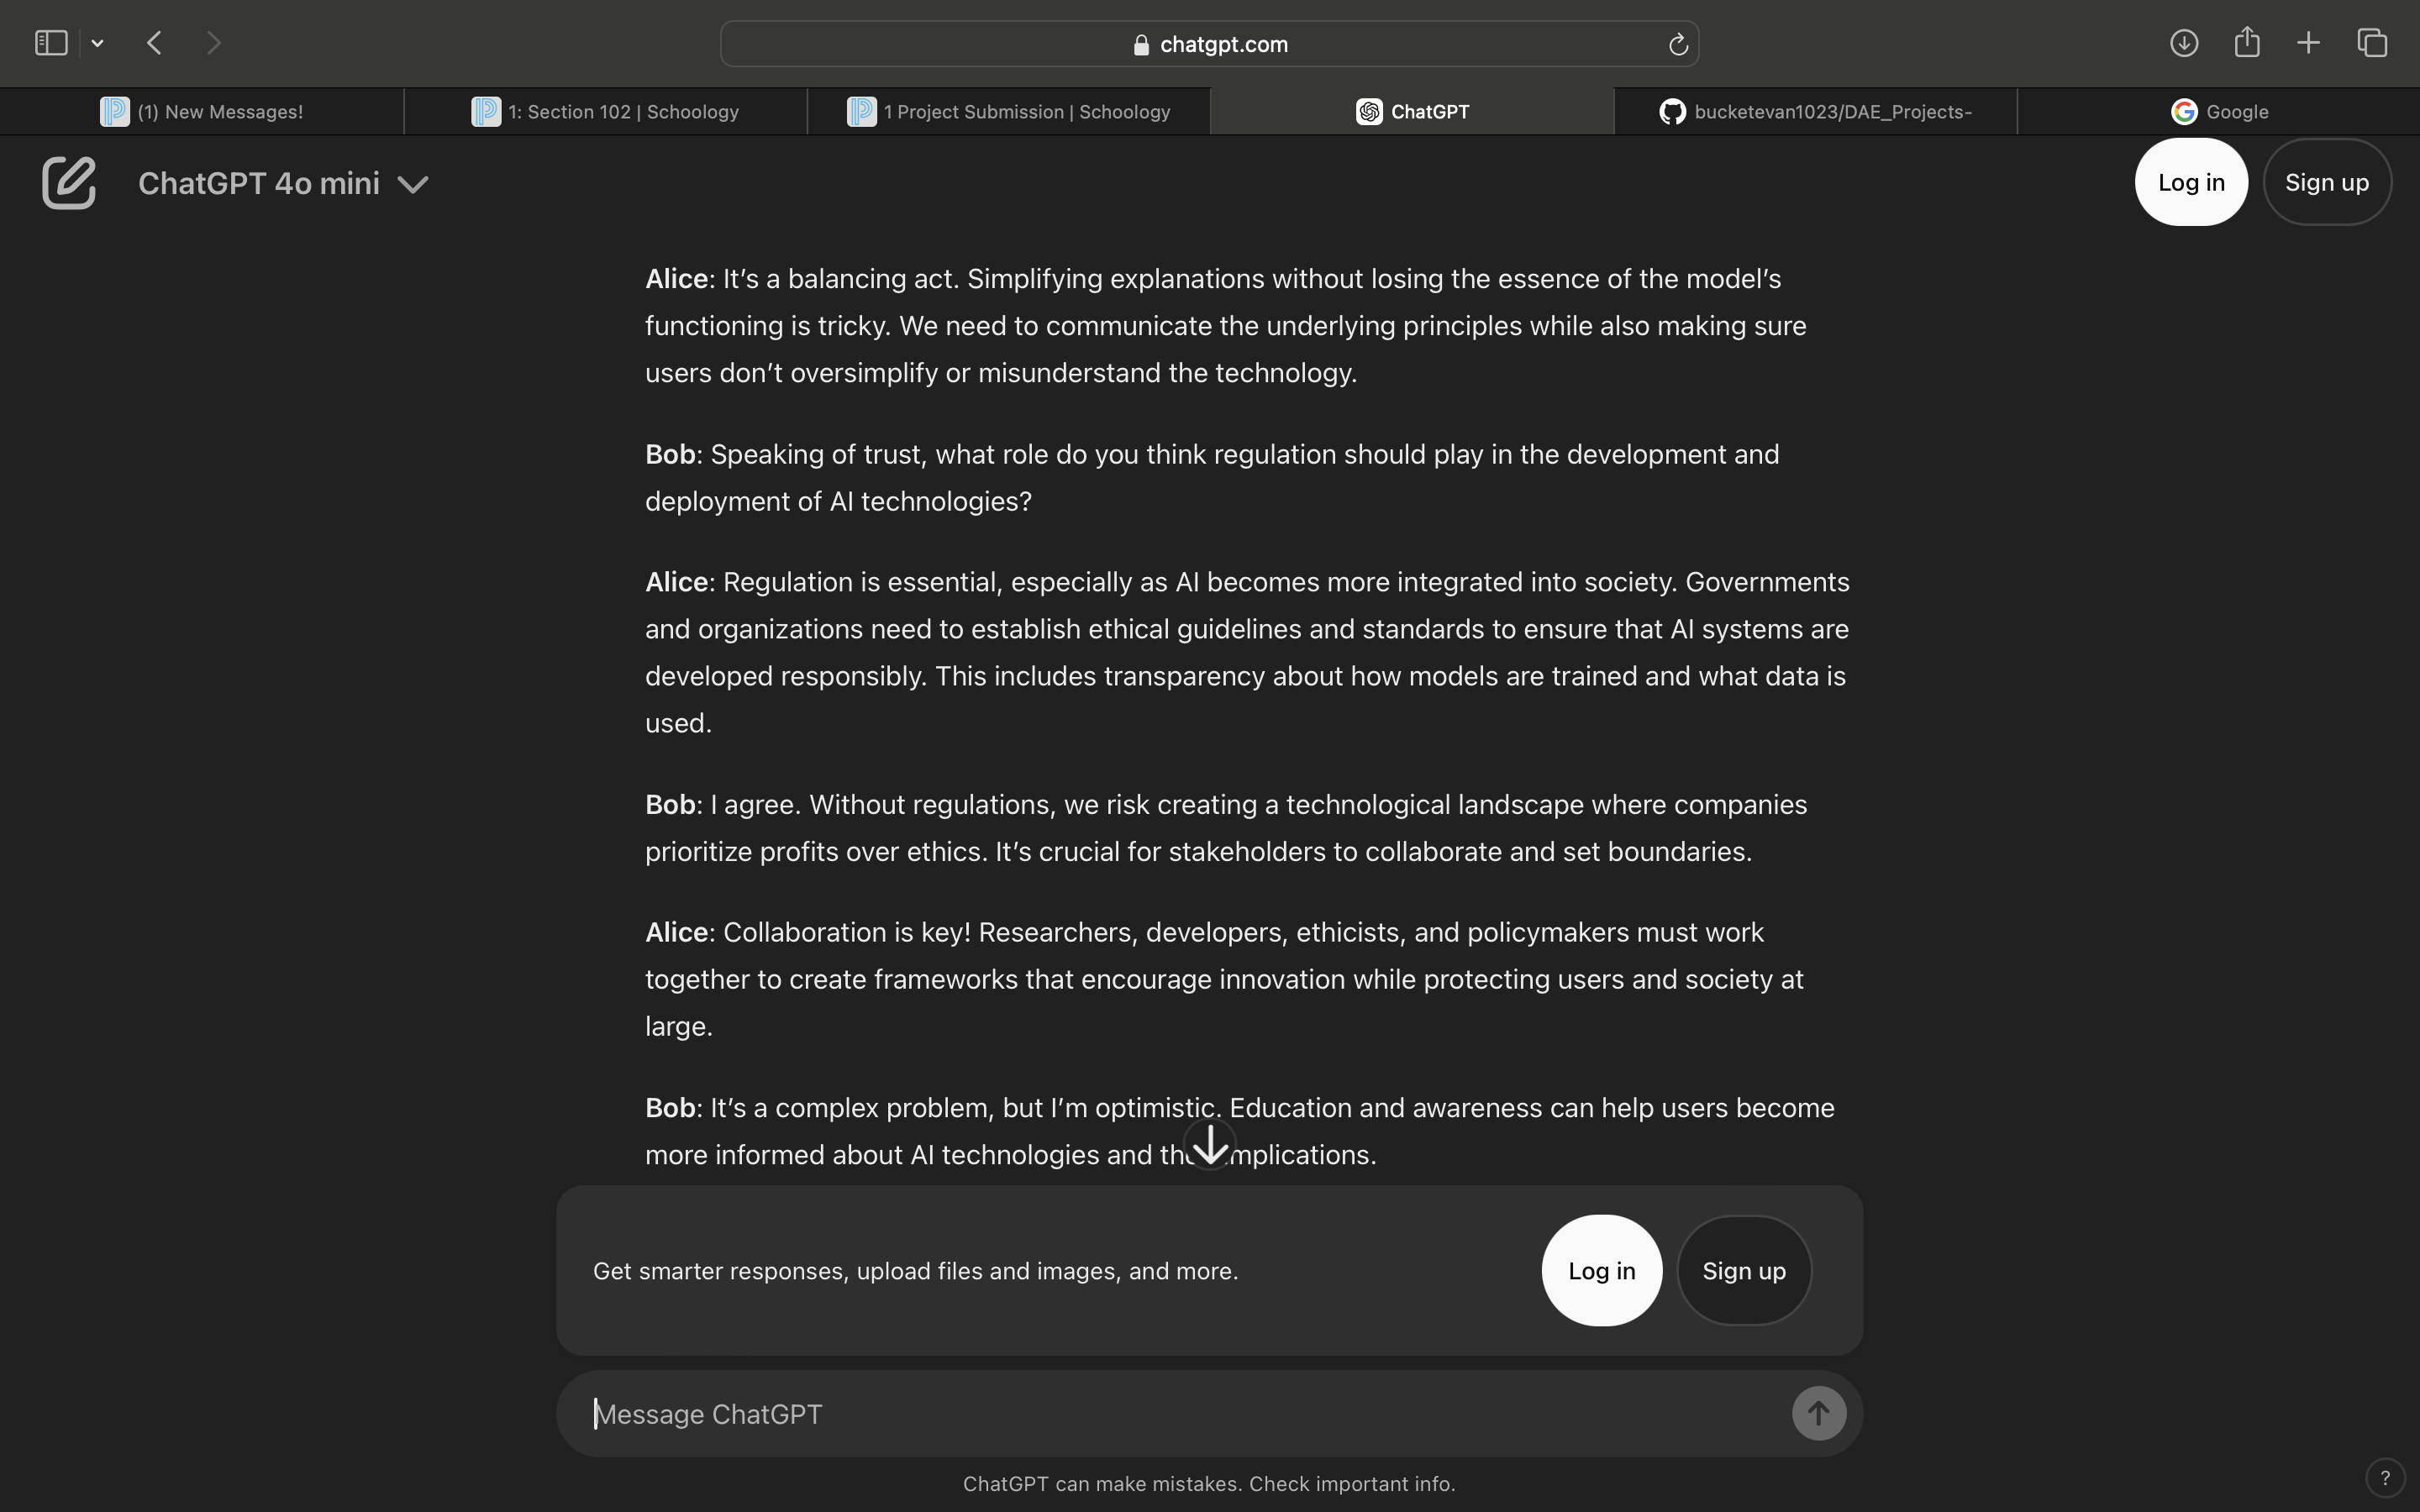 chatgpt.com
(1) New Messages!
1: Section 102 | Schoology
1 Project Submission | Schoology
ChatGPT
bucketevan1023/DAE_Projects-
Google
ChatGPT 4o mini
Log in
Sign up
Alice: It’s a balancing act. Simplifying explanations without losing the essence of the model’s
functioning is tricky. We need to communicate the underlying principles while also making sure
users don’t oversimplify or misunderstand the technology.
Bob: Speaking of trust, what role do you think regulation should play in the development and
deployment of AI technologies?
Alice: Regulation is essential, especially as AI becomes more integrated into society. Governments
and organizations need to establish ethical guidelines and standards to ensure that AI systems are
developed responsibly. This includes transparency about how models are trained and what data is
used.
Bob: I agree. Without regulations, we risk creating a technological landscape where companies
prioritize profits over ethics. It’s crucial for stakeholders to collaborate and set boundaries.
Alice: Collaboration is key! Researchers, developers, ethicists, and policymakers must work
together to create frameworks that encourage innovation while protecting users and society at
large.
Bob: It’s a complex problem, but I’m optimistic. Education and awareness can help users become
more informed about AI technologies and implications.
Get smarter responses, upload files and images, and more.
Log in
Sign up
Message ChatGPT
ChatGPT can make mistakes. Check important info.
?